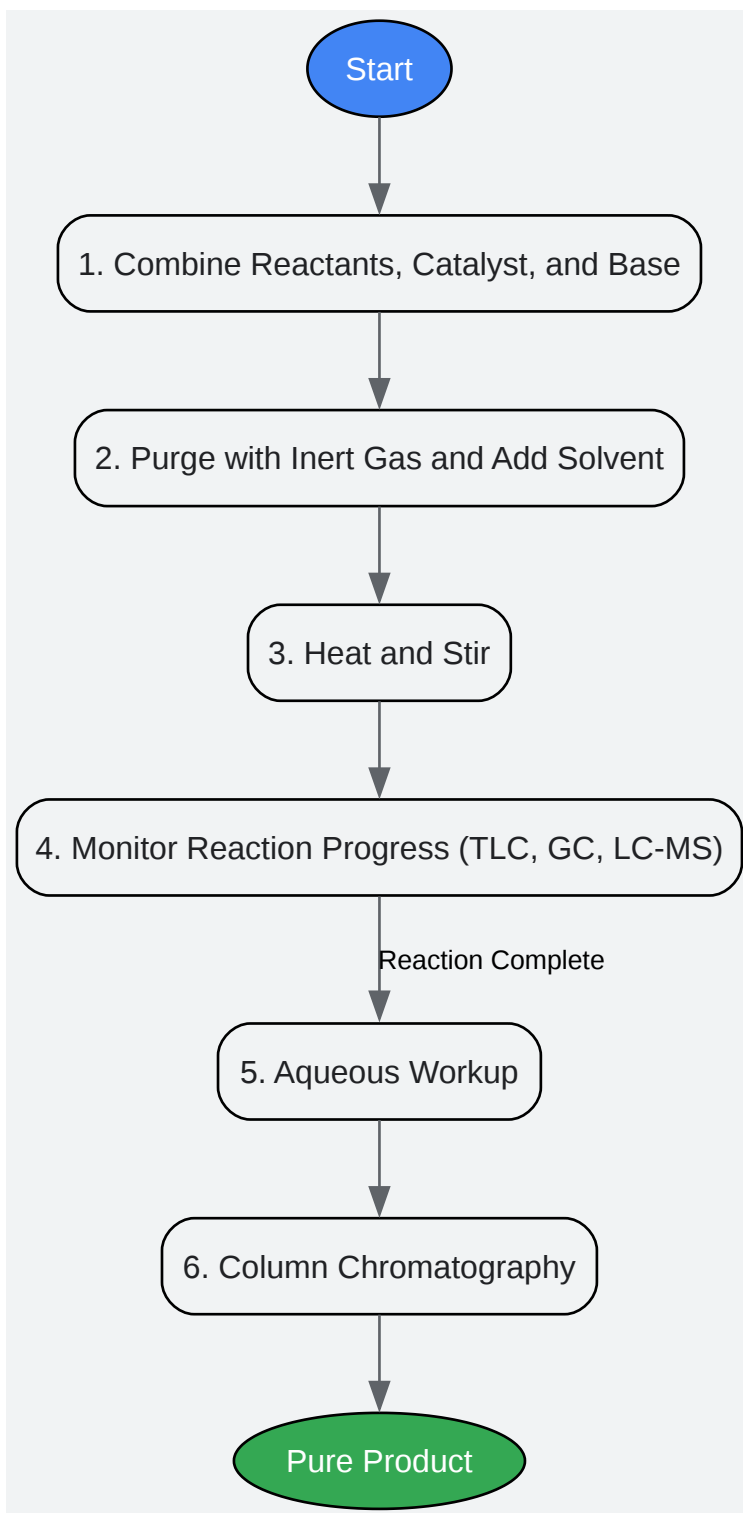 Start
1. Combine Reactants, Catalyst, and Base
2. Purge with Inert Gas and Add Solvent
3. Heat and Stir
4. Monitor Reaction Progress (TLC, GC, LC-MS)
Reaction Complete
5. Aqueous Workup
6. Column Chromatography
Pure Product